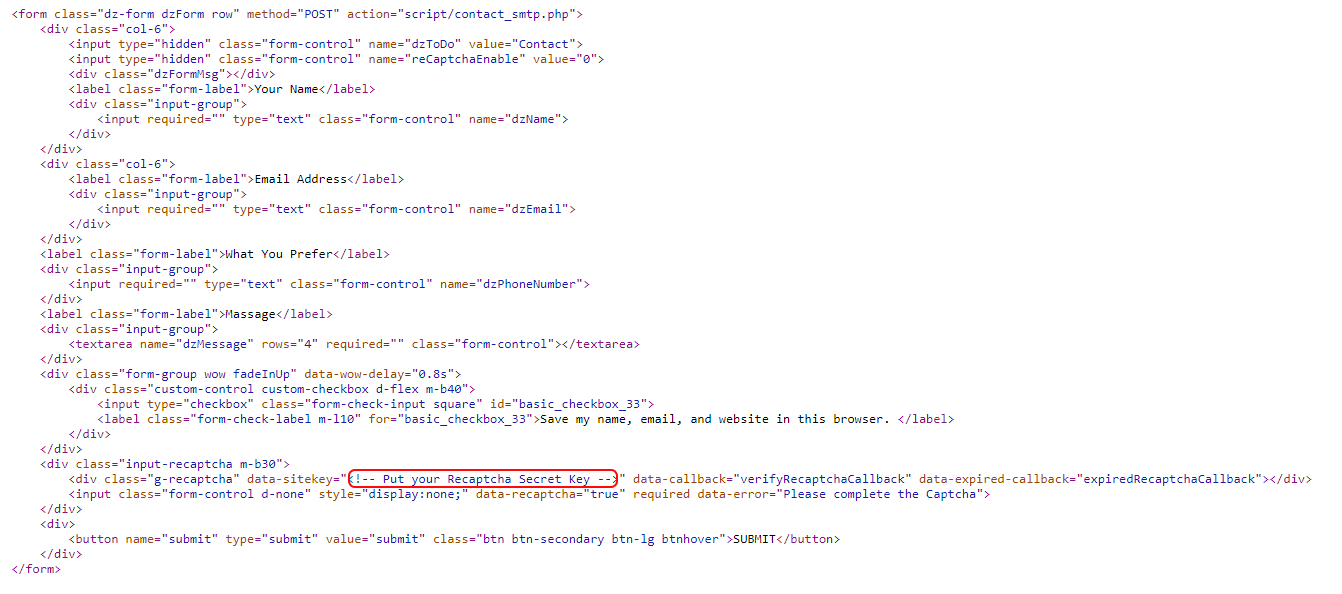 <form class="dz-form dzForm row" method="POST" action="script/contact_smtp.php">
<div class="col-6">
<input type="hidden" class="form-control" name="dzToDo" value="Contact">
<input type="hidden" class="form-control" name="reCaptchaEnable" value="0">
<div class="dzFormMsg"></div>
<label class="form-label">Your Name</label>
<div class="input-group">
<input required="" type="text" class="form-control" name="dzName">
</div>
</div>
<div class="col-6">
<label class="form-label">Email Address</label>
<div class="input-group">
<input required="" type="text" class="form-control" name="dzEmail">
</div>
</div>
<label class="form-label">What You Prefer</label>
<div class="input-group">
<input required="" type="text" class="form-control" name="dzPhoneNumber">
</div>
<label class="form-label">Massage</label>
<div class="input-group">
<textarea name="dzMessage" rows="4" required="" class="form-control"></textarea>
</div>
<div class="form-group wow fadeInUp" data-wow-delay="0.8s">
<div class="custom-control custom-checkbox d-flex m-b40">
<input type="checkbox" class="form-check-input square" id="basic_checkbox_33">
<label class="form-check-label m-l10" for="basic_checkbox_33">Save my name, email, and website in this browser. </label>
</div>
</div>
<div class="input-recaptcha m-b30">
<div class="g-recaptcha" data-sitekey="<!-- Put your Recaptcha Secret Key -->" data-callback="verifyRecaptchaCallback" data-expired-callback="expiredRecaptchaCallback"></div>
<input class="form-control d-none" style="display:none;" data-recaptcha="true" required data-error="Please complete the Captcha">
</div>
<div>
<button name="submit" type="submit" value="submit" class="btn btn-secondary btn-lg btnhover">SUBMIT</button>
</div>
</form>